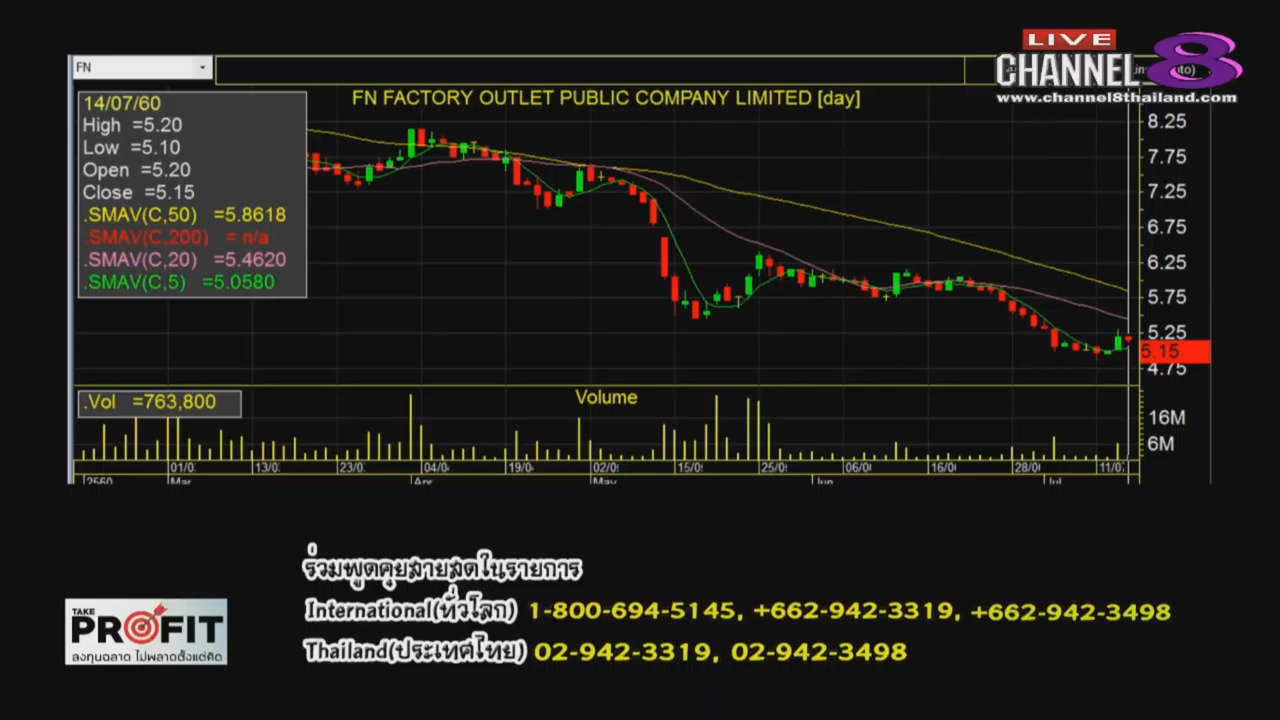 LIVE
CHANNEL 8
www.channel8thailand.com
FN
FN FACTORY OUTLET PUBLIC COMPANY LIMITED [day]
14/07/60
High =5.20
Low =5.10
Open =5.20
Close =5.15
.SMAV(C,50) =5.8618
.SMAV(C,200) = n/a
.SMAV(C,20) =5.4620
.SMAV(C,5) =5.0580
8.25
7.75
7.25
6.75
6.25
5.75
5.25
5.15
4.75
.Vol =763,800
Volume
16M
6M
01/0 13/0 23/0 04/0 19/0 02/0 15/0 25/0 06/0 16/0 28/0 11/0
2560 Mar Apr May Jun Jul
ร่วมพูดคุยสายสดในรายการ
International(ทั่วโลก) 1-800-694-5145, +662-942-3319, +662-942-3498
Thailand(ประเทศไทย) 02-942-3319, 02-942-3498
TAKE
PROFIT
ลงทุนฉลาด ไม่พลาดตั้งแต่คิด